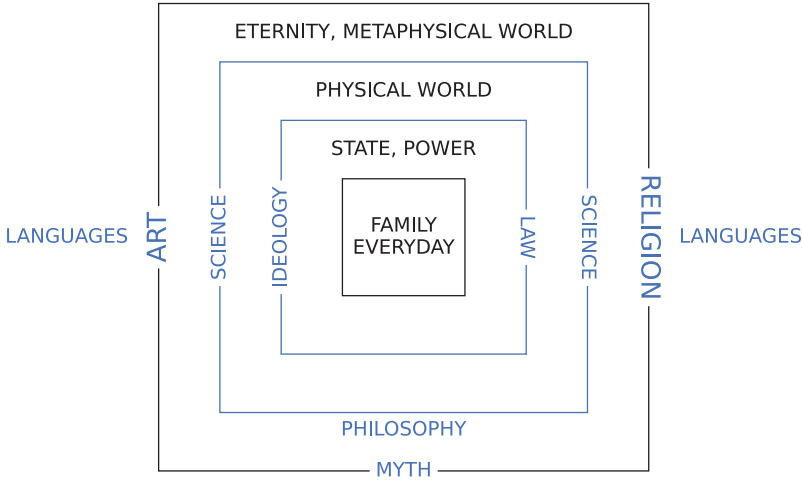 ETERNITY, METAPHYSICAL WORLD
PHYSICAL WORLD
STATE, POWER
FAMILY
EVERYDAY
LANGUAGES
ART
SCIENCE
IDEOLOGY
LAW
SCIENCE
RELIGION
LANGUAGES
PHILOSOPHY
MYTH